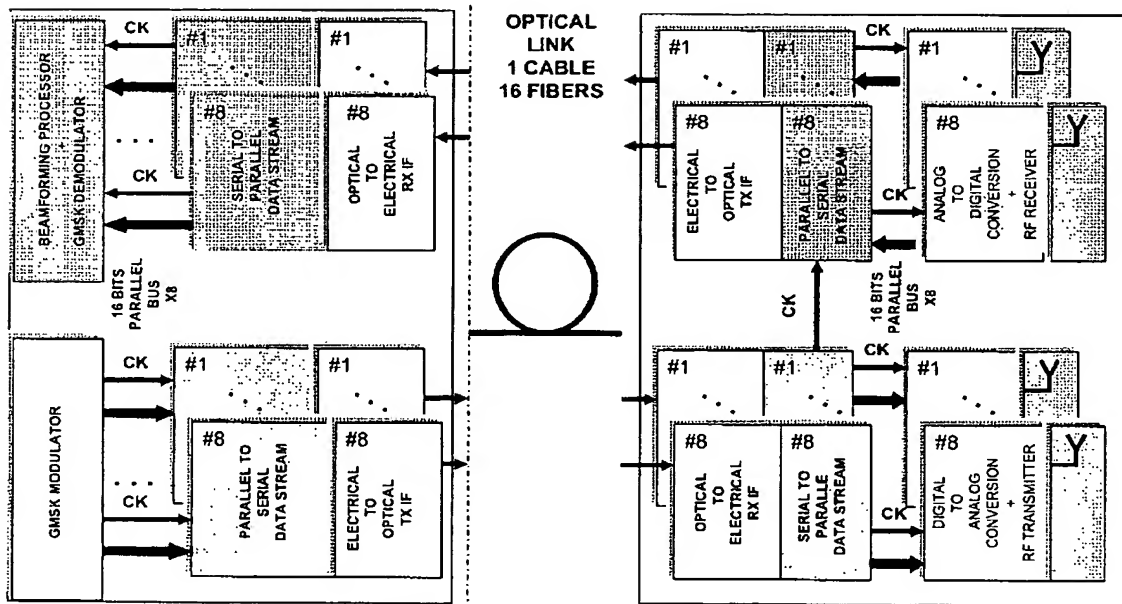 BEAMFORMING PROCESSOR
+
GMSK DEMODULATOR
CK
CK
16 BITS
PARALLEL
BUS
X8
#1
#8
SERIAL TO
PARALLEL
DATA STREAM
#1
#8
OPTICAL
TO
ELECTRICAL
RX IF
GMSK MODULATOR
CK
CK
#1
#8
PARALLEL TO
SERIAL
DATA STREAM
#1
#8
ELECTRICAL
TO
OPTICAL
TX IF
OPTICAL
LINK
1 CABLE
16 FIBERS
#1
#8
ELECTRICAL
TO
OPTICAL
TX IF
#1
#8
PARALLEL TO
SERIAL
DATA STREAM
CK
CK
CK
16 BITS
PARALLEL
BUS
X8
#1
#8
ANALOG
TO
DIGITAL
CONVERSION
+
RF RECEIVER
#1
#8
OPTICAL
TO
ELECTRICAL
RX IF
#1
#8
SERIAL TO
PARALLE
DATA STREAM
CK
CK
#1
#8
DIGITAL
TO
ANALOG
CONVERSION
+
RF TRANSMITTER